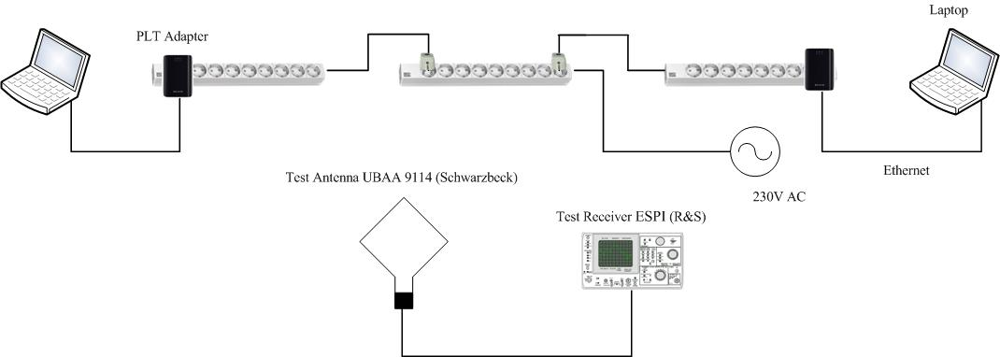 Laptop
PLT Adapter
Ethernet
Test Antenna UBAA 9114 (Schwarzbeck)
230V AC
Test Receiver ESPI (R&S)